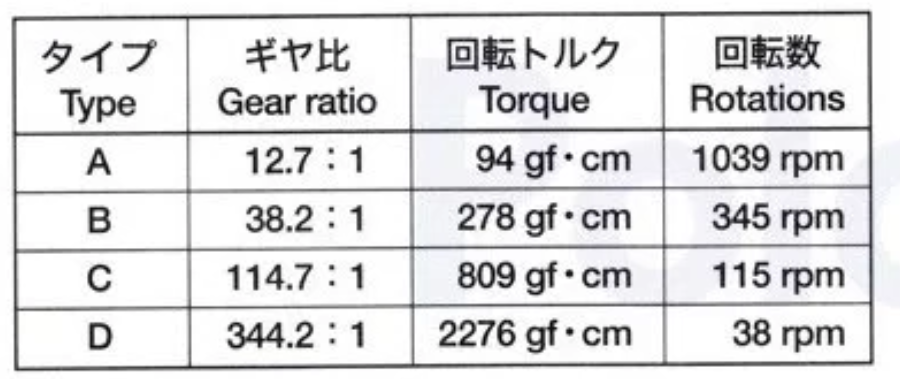 タイプ ギヤ比 回転トルク 回転数
Type Gear ratio Torque Rotations
A 12.7：1 94 gf・cm 1039 rpm
B 38.2：1 278 gf・cm 345 rpm
C 114.7：1 809 gf・cm 115 rpm
D 344.2：1 2276 gf・cm 38 rpm